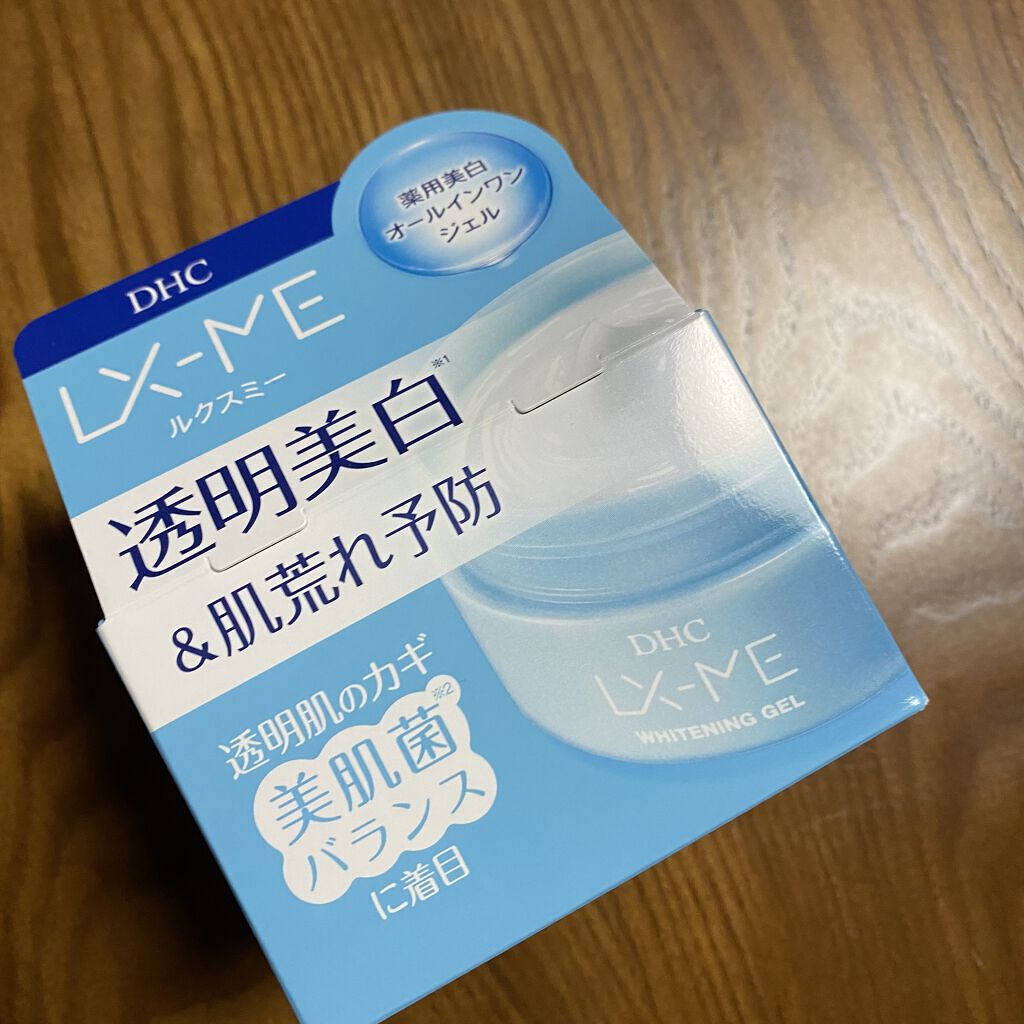 薬用美白
オールインワン
ジェル
DHC
LX-ME
ルクスミー
透明美白※1
&肌荒れ予防
透明肌のカギ
美肌菌※2
バランス
に着目
DHC
LX-ME
WHITENING GEL